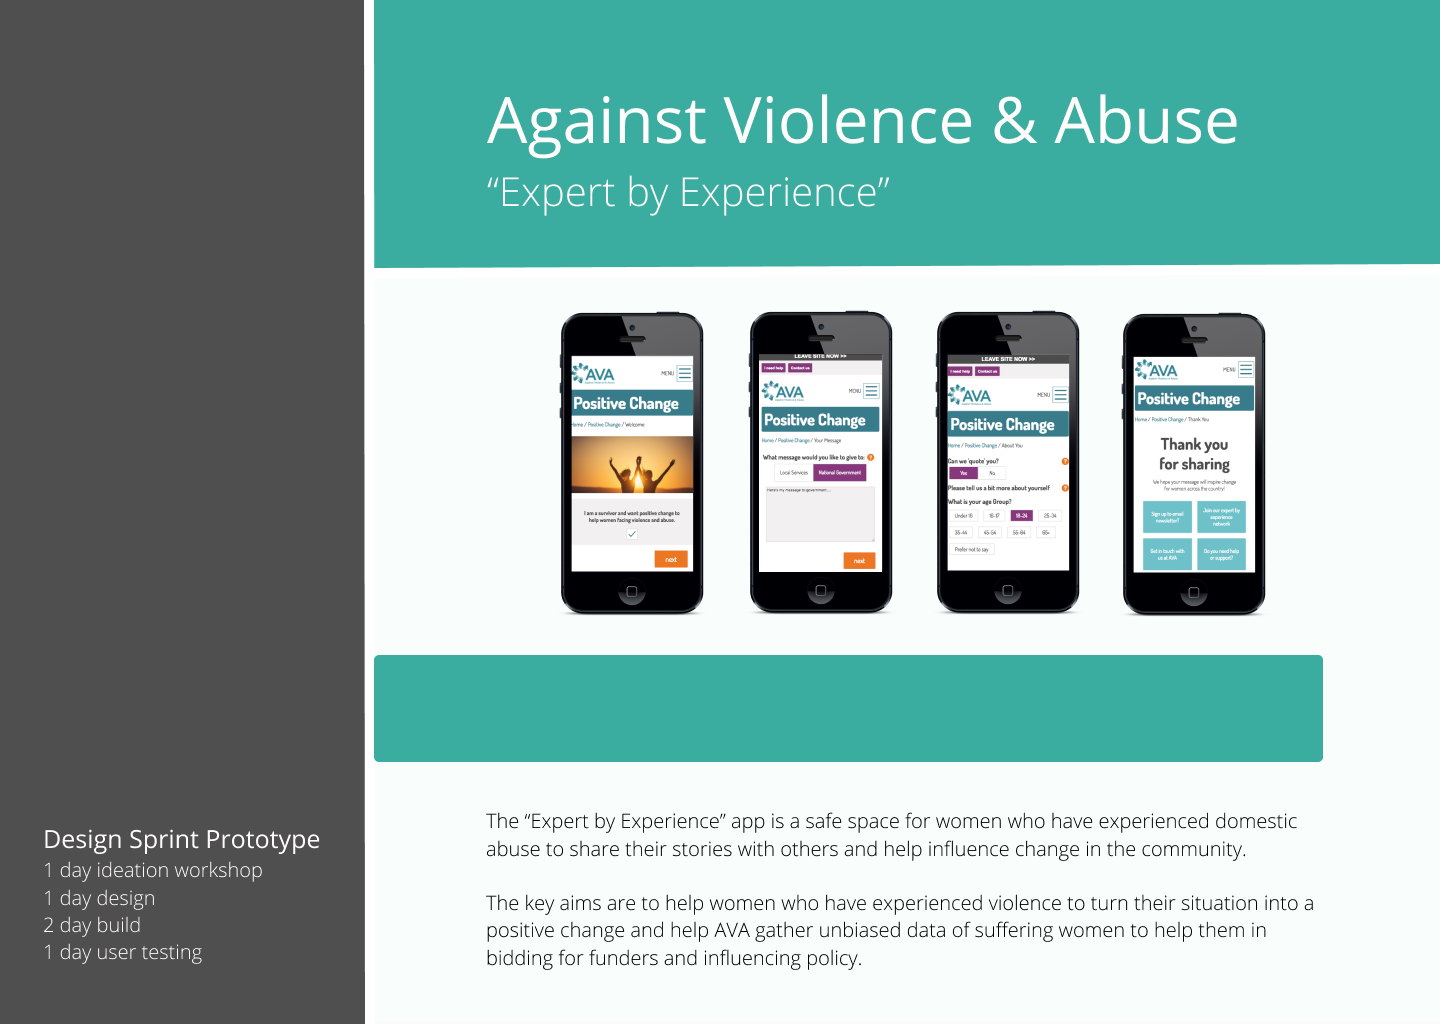 Against Violence & Abuse
“Expert by Experience”
AVA
MENU
Positive Change
Home / Positive Change / Welcome
I am a survivor and want positive change to
help women facing violence and abuse.
next
LEAVE SITE NOW >>
I need help
Contact us
AVA
MENU
Positive Change
Home / Positive Change / Your Message
What message would you like to give to: ?
Local Services
National Government
Here's my message to government....
next
LEAVE SITE NOW >>
I need help
Contact us
AVA
MENU
Positive Change
Home / Positive Change / About You
Can we 'quote' you? ?
Yes
No
Please tell us a bit more about yourself ?
What is your age Group?
Under 16
16-17
18-24
25-34
35-44
45-54
55-64
65+
Prefer not to say
AVA
MENU
Positive Change
Home / Positive Change / Thank You
Thank you
for sharing
We hope your message will inspire change
for women across the country!
Sign up to email
newsletter?
Join our expert by
experience
network
Get in touch with
us at AVA
Do you need help
or support?
Design Sprint Prototype
1 day ideation workshop
1 day design
2 day build
1 day user testing
The “Expert by Experience” app is a safe space for women who have experienced domestic
abuse to share their stories with others and help influence change in the community.
The key aims are to help women who have experienced violence to turn their situation into a
positive change and help AVA gather unbiased data of suffering women to help them in
bidding for funders and influencing policy.